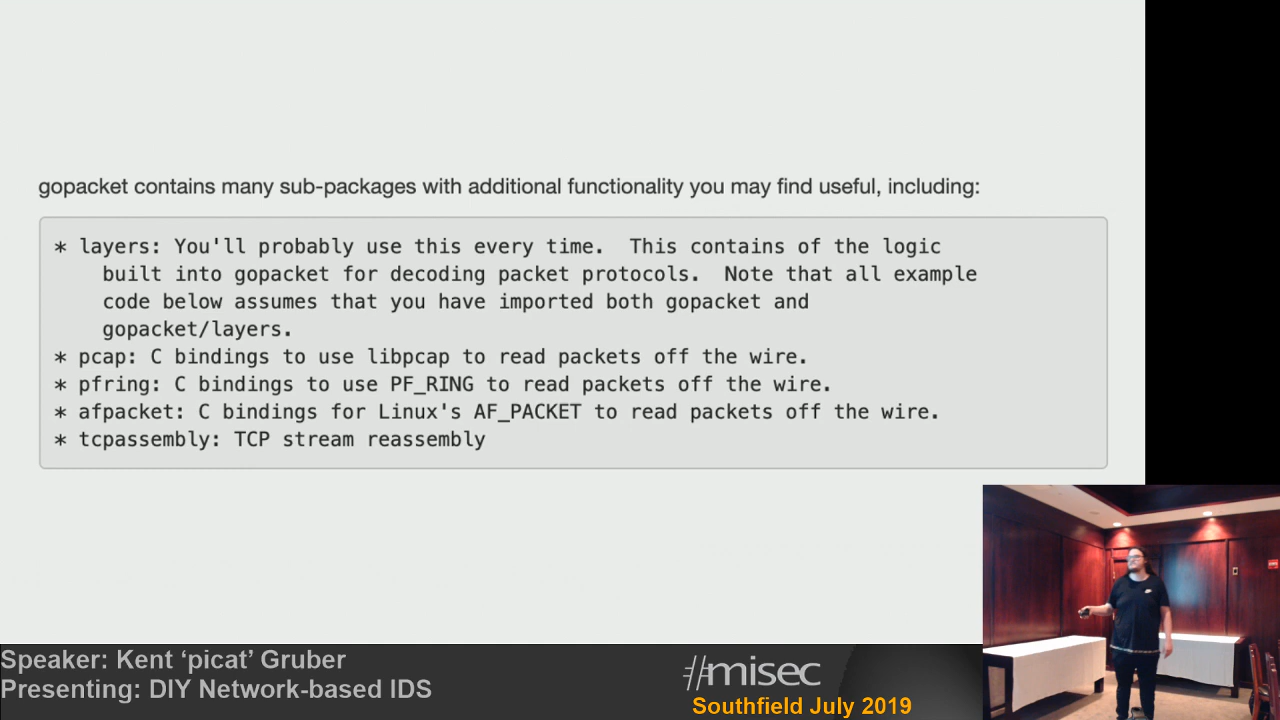 gopacket contains many sub-packages with additional functionality you may find useful, including:
* layers: You'll probably use this every time.  This contains of the logic
built into gopacket for decoding packet protocols.  Note that all example
code below assumes that you have imported both gopacket and
gopacket/layers.
* pcap: C bindings to use libpcap to read packets off the wire.
* pfring: C bindings to use PF_RING to read packets off the wire.
* afpacket: C bindings for Linux's AF_PACKET to read packets off the wire.
* tcpassembly: TCP stream reassembly
Speaker: Kent ‘picat’ Gruber
Presenting: DIY Network-based IDS
#misec
Southfield July 2019